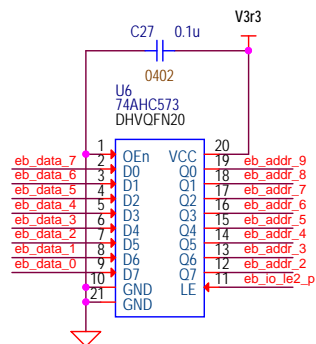 V3r3
C27 0.1u
0402
U6
74AHC573
DHVQFN20
1 OEn VCC 20
eb_data_7 2 D0 Q0 19 eb_addr_9
eb_data_6 3 D1 Q1 18 eb_addr_8
eb_data_5 4 D2 Q2 17 eb_addr_7
eb_data_4 5 D3 Q3 16 eb_addr_6
eb_data_3 6 D4 Q4 15 eb_addr_5
eb_data_2 7 D5 Q5 14 eb_addr_4
eb_data_1 8 D6 Q6 13 eb_addr_3
eb_data_0 9 D7 Q7 12 eb_addr_2
10 GND LE 11 eb_io_le2_p
21 GND